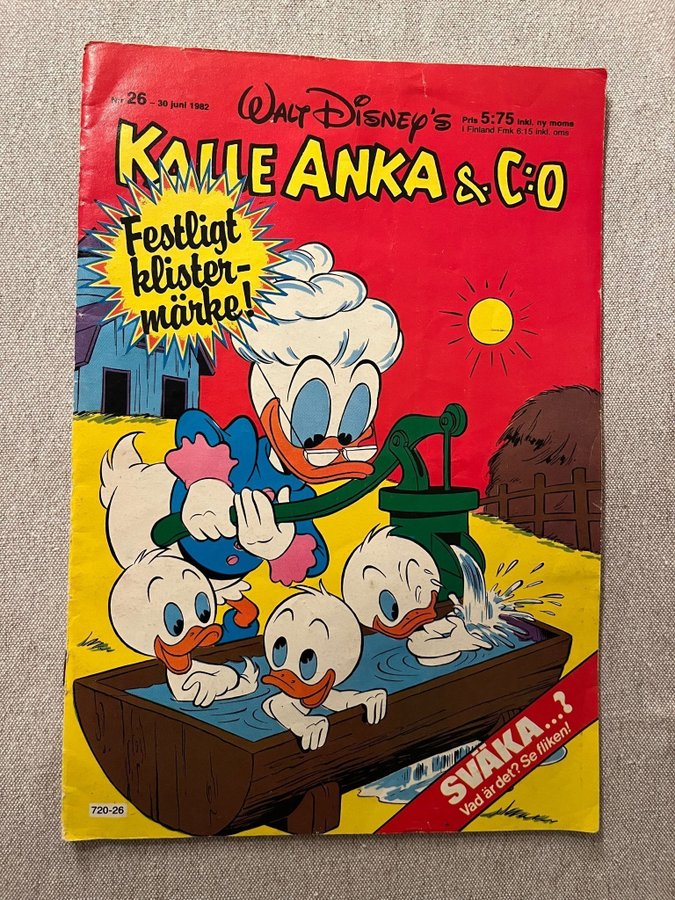 Nr 26 – 30 juni 1982
WALT DISNEY'S
Pris 5:75 inkl. ny moms
I Finland Fmk 6:15 inkl. oms
KALLE ANKA & C:O
Festligt
klister-
märke!
SVÄKA...?
Vad är det? Se fliken!
720-26